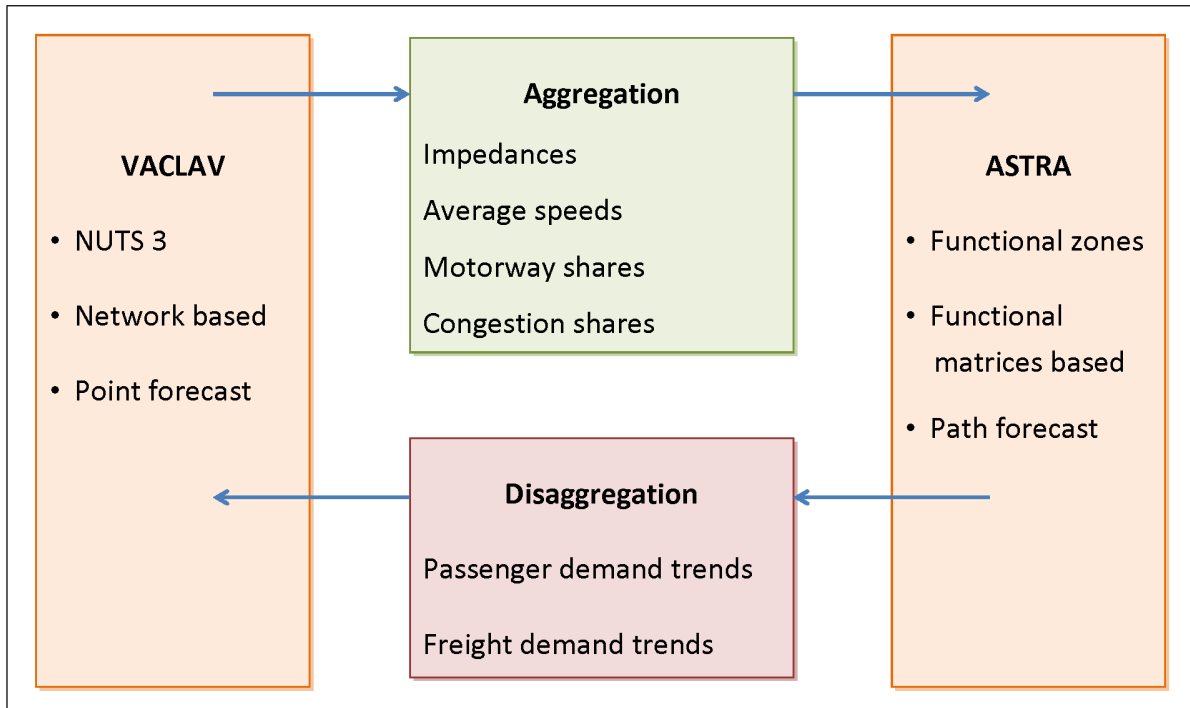 VACLAV
• NUTS 3
• Network based
• Point forecast
Aggregation
Impedances
Average speeds
Motorway shares
Congestion shares
Disaggregation
Passenger demand trends
Freight demand trends
ASTRA
• Functional zones
• Functional
matrices based
• Path forecast